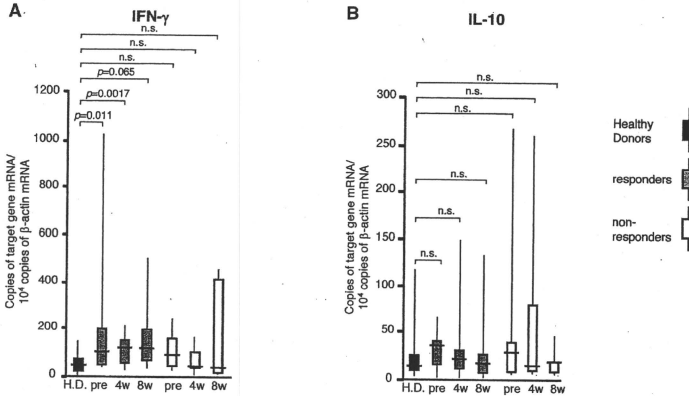 A
IFN-γ
n.s.
n.s.
n.s.
p=0.065
p=0.0017
p=0.011
1200
1000
800
600
400
200
0
Copies of target gene mRNA/
10⁴ copies of β-actin mRNA
H.D. pre 4w 8w pre 4w 8w
B
IL-10
n.s.
n.s.
n.s.
n.s.
n.s.
n.s.
300
250
200
150
100
50
0
Copies of target gene mRNA/
10⁴ copies of β-actin mRNA
H.D. pre 4w 8w pre 4w 8w
Healthy
Donors
responders
non-
responders